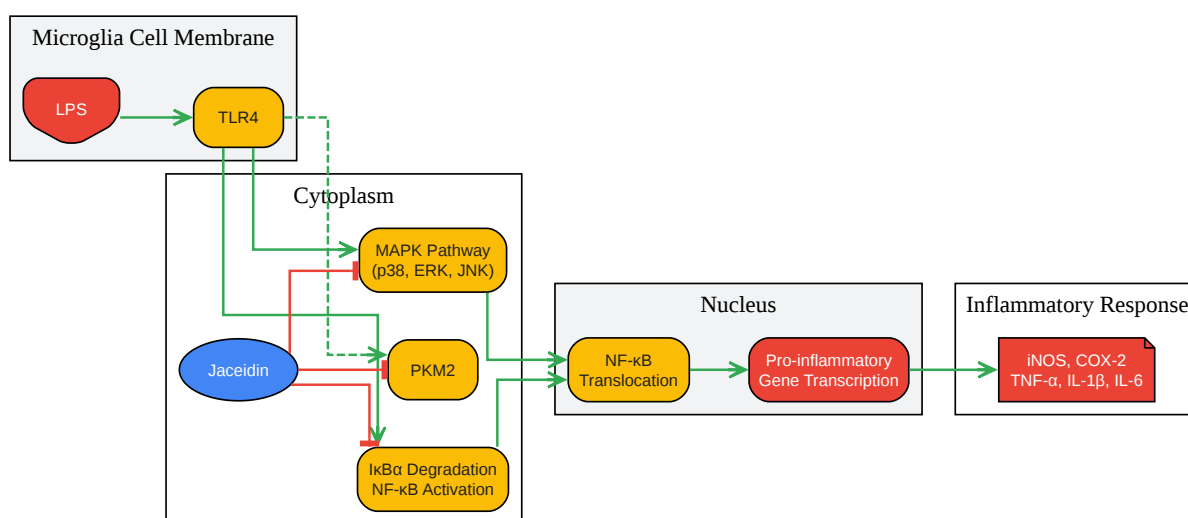 Microglia Cell Membrane
LPS
TLR4
Cytoplasm
MAPK Pathway
(p38, ERK, JNK)
Jaceidin
PKM2
IκBα Degradation
NF-κB Activation
Nucleus
NF-κB
Translocation
Pro-inflammatory
Gene Transcription
Inflammatory Response
iNOS, COX-2
TNF-α, IL-1β, IL-6